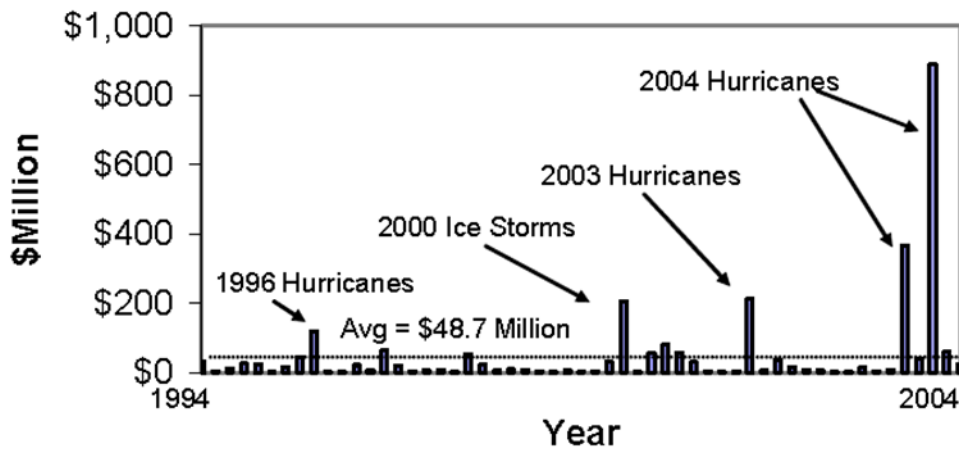 $1,000
$800
$600
$400
$200
$0
$Million
2004 Hurricanes
2003 Hurricanes
2000 Ice Storms
1996 Hurricanes
Avg = $48.7 Million
1994
2004
Year